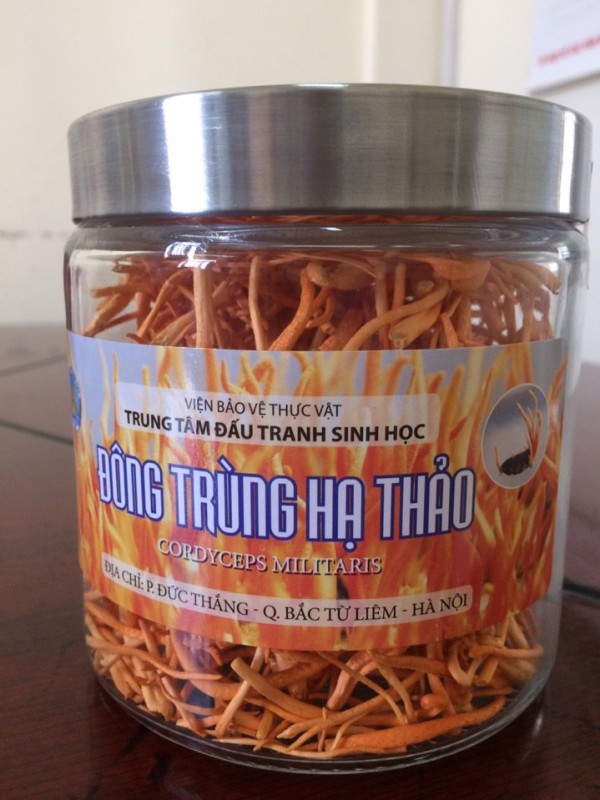 VIỆN BẢO VỆ THỰC VẬT
TRUNG TÂM ĐẤU TRANH SINH HỌC
ĐÔNG TRÙNG HẠ THẢO
CORDYCEPS MILITARIS
ĐỊA CHỈ: P. ĐỨC THẮNG - Q. BẮC TỪ LIÊM - HÀ NỘI